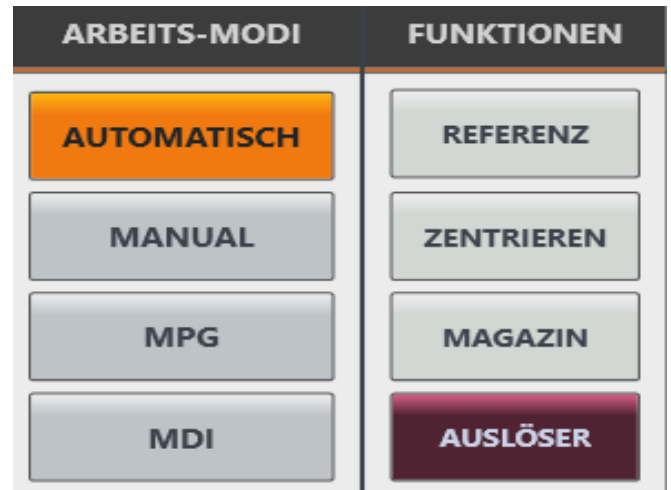 ARBEITS-MODI
AUTOMATISCH
MANUAL
MPG
MDI
FUNKTIONEN
REFERENZ
ZENTRIEREN
MAGAZIN
AUSLÖSER